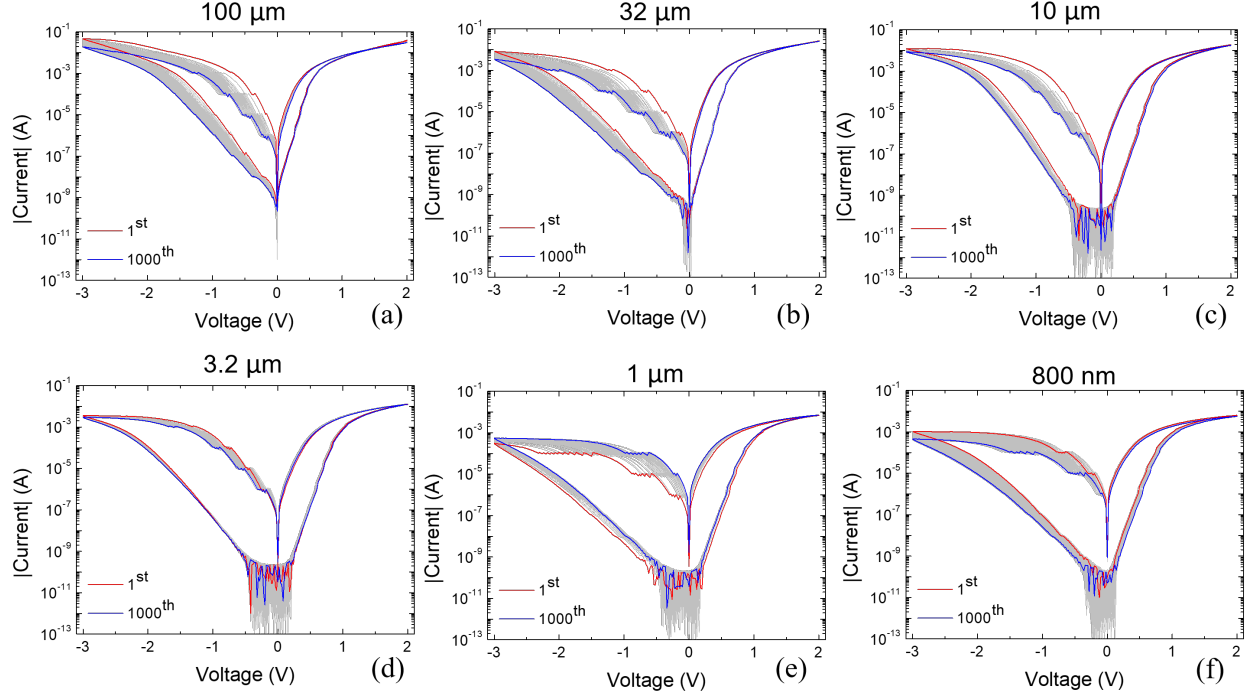 100 μm
32 μm
10 μm
|Current| (A)
10⁻¹
10⁻³
10⁻⁵
10⁻⁷
10⁻⁹
10⁻¹¹
10⁻¹³
1st
1000th
-3 -2 -1 0 1 2
Voltage (V)
(a)
|Current| (A)
10⁻¹
10⁻³
10⁻⁵
10⁻⁷
10⁻⁹
10⁻¹¹
10⁻¹³
1st
1000th
-3 -2 -1 0 1 2
Voltage (V)
(b)
|Current| (A)
10⁻¹
10⁻³
10⁻⁵
10⁻⁷
10⁻⁹
10⁻¹¹
10⁻¹³
1st
1000th
-3 -2 -1 0 1 2
Voltage (V)
(c)
3.2 μm
1 μm
800 nm
|Current| (A)
10⁻¹
10⁻³
10⁻⁵
10⁻⁷
10⁻⁹
10⁻¹¹
10⁻¹³
1st
1000th
-3 -2 -1 0 1 2
Voltage (V)
(d)
|Current| (A)
10⁻¹
10⁻³
10⁻⁵
10⁻⁷
10⁻⁹
10⁻¹¹
10⁻¹³
1st
1000th
-3 -2 -1 0 1 2
Voltage (V)
(e)
|Current| (A)
10⁻¹
10⁻³
10⁻⁵
10⁻⁷
10⁻⁹
10⁻¹¹
10⁻¹³
1st
1000th
-3 -2 -1 0 1 2
Voltage (V)
(f)